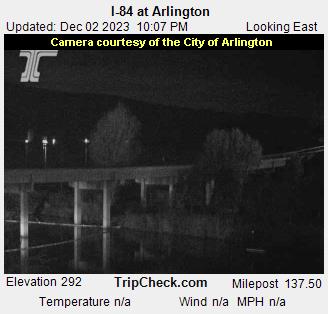 I-84 at Arlington
Updated: Dec 02 2023 10:07 PM Looking East
Camera courtesy of the City of Arlington
Elevation 292 TripCheck.com Milepost 137.50
Temperature n/a Wind n/a MPH n/a